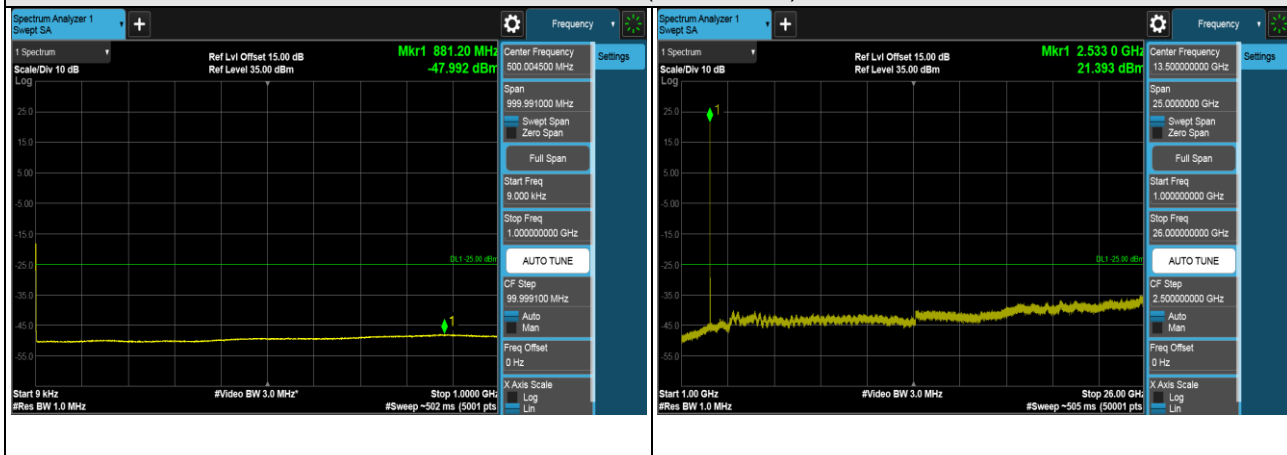 Spectrum Analyzer 1
Swept SA
+
Frequency
1 Spectrum
Scale/Div 10 dB
Log
Ref Lvl Offset 15.00 dB
Ref Level 35.00 dBm
Mkr1 881.20 MHz
-47.992 dBm
25.0
15.0
5.00
-5.00
-15.0
-25.0
-35.0
-45.0
-55.0
1
DL1 -25.00 dBm
Start 9 kHz
#Res BW 1.0 MHz
#Video BW 3.0 MHz*
Stop 1.0000 GHz
#Sweep ~502 ms (5001 pts
Center Frequency
500.004500 MHz
Settings
Span
999.991000 MHz
Swept Span
Zero Span
Full Span
Start Freq
9.000 kHz
Stop Freq
1.000000000 GHz
AUTO TUNE
CF Step
99.999100 MHz
Auto
Man
Freq Offset
0 Hz
X Axis Scale
Log
Lin
Spectrum Analyzer 1
Swept SA
+
Frequency
1 Spectrum
Scale/Div 10 dB
Log
Ref Lvl Offset 15.00 dB
Ref Level 35.00 dBm
Mkr1 2.533 0 GHz
21.393 dBm
25.0
15.0
5.00
-5.00
-15.0
-25.0
-35.0
-45.0
-55.0
1
DL1 -25.00 dBm
Start 1.00 GHz
#Res BW 1.0 MHz
#Video BW 3.0 MHz
Stop 26.00 GHz
#Sweep ~505 ms (50001 pts
Center Frequency
13.500000000 GHz
Settings
Span
25.0000000 GHz
Swept Span
Zero Span
Full Span
Start Freq
1.000000000 GHz
Stop Freq
26.000000000 GHz
AUTO TUNE
CF Step
2.500000000 GHz
Auto
Man
Freq Offset
0 Hz
X Axis Scale
Log
Lin